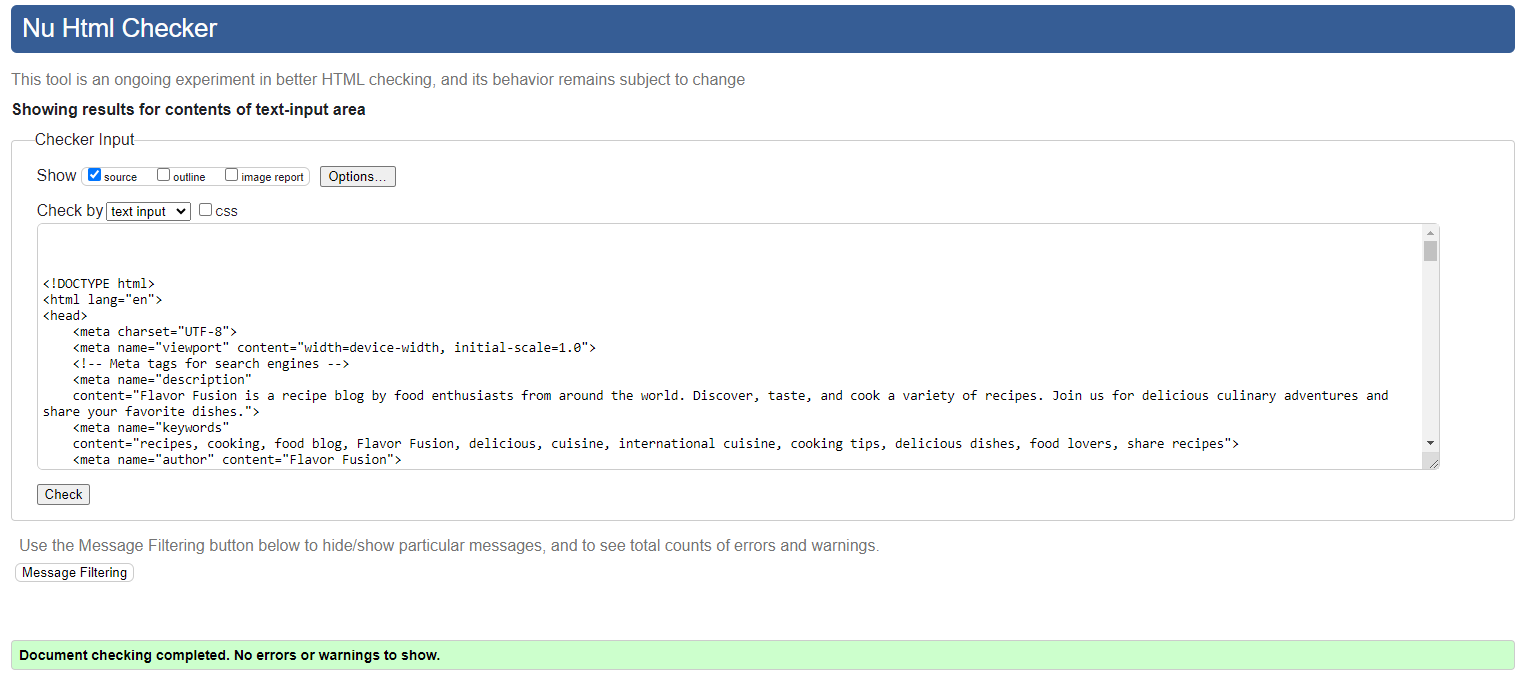 Nu Html Checker
This tool is an ongoing experiment in better HTML checking, and its behavior remains subject to change
Showing results for contents of text-input area
Checker Input
Show source outline image report Options...
Check by text input css
<!DOCTYPE html>
<html lang="en">
<head>
    <meta charset="UTF-8">
    <meta name="viewport" content="width=device-width, initial-scale=1.0">
    <!-- Meta tags for search engines -->
    <meta name="description"
    content="Flavor Fusion is a recipe blog by food enthusiasts from around the world. Discover, taste, and cook a variety of recipes. Join us for delicious culinary adventures and
share your favorite dishes.">
    <meta name="keywords"
    content="recipes, cooking, food blog, Flavor Fusion, delicious, cuisine, international cuisine, cooking tips, delicious dishes, food lovers, share recipes">
    <meta name="author" content="Flavor Fusion">
Check
Use the Message Filtering button below to hide/show particular messages, and to see total counts of errors and warnings.
Message Filtering
Document checking completed. No errors or warnings to show.